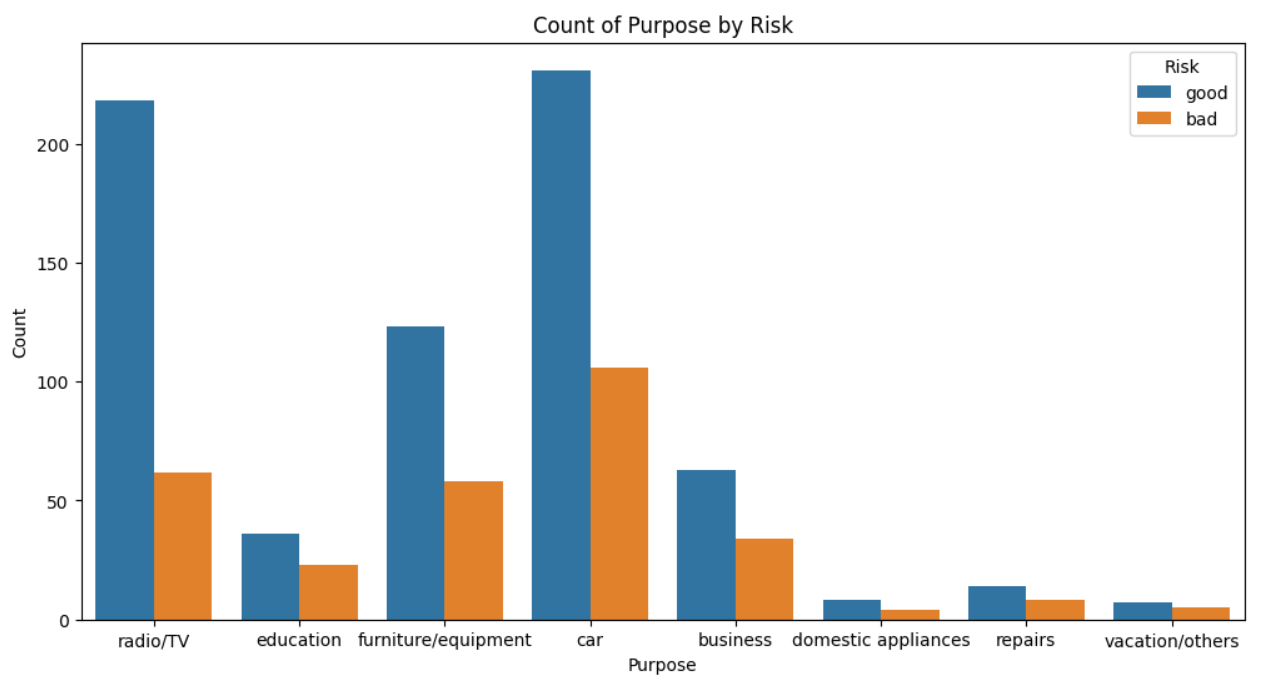 Count of Purpose by Risk
Risk
good
bad
200
150
100
50
0
Count
radio/TV education furniture/equipment car business domestic appliances repairs vacation/others
Purpose